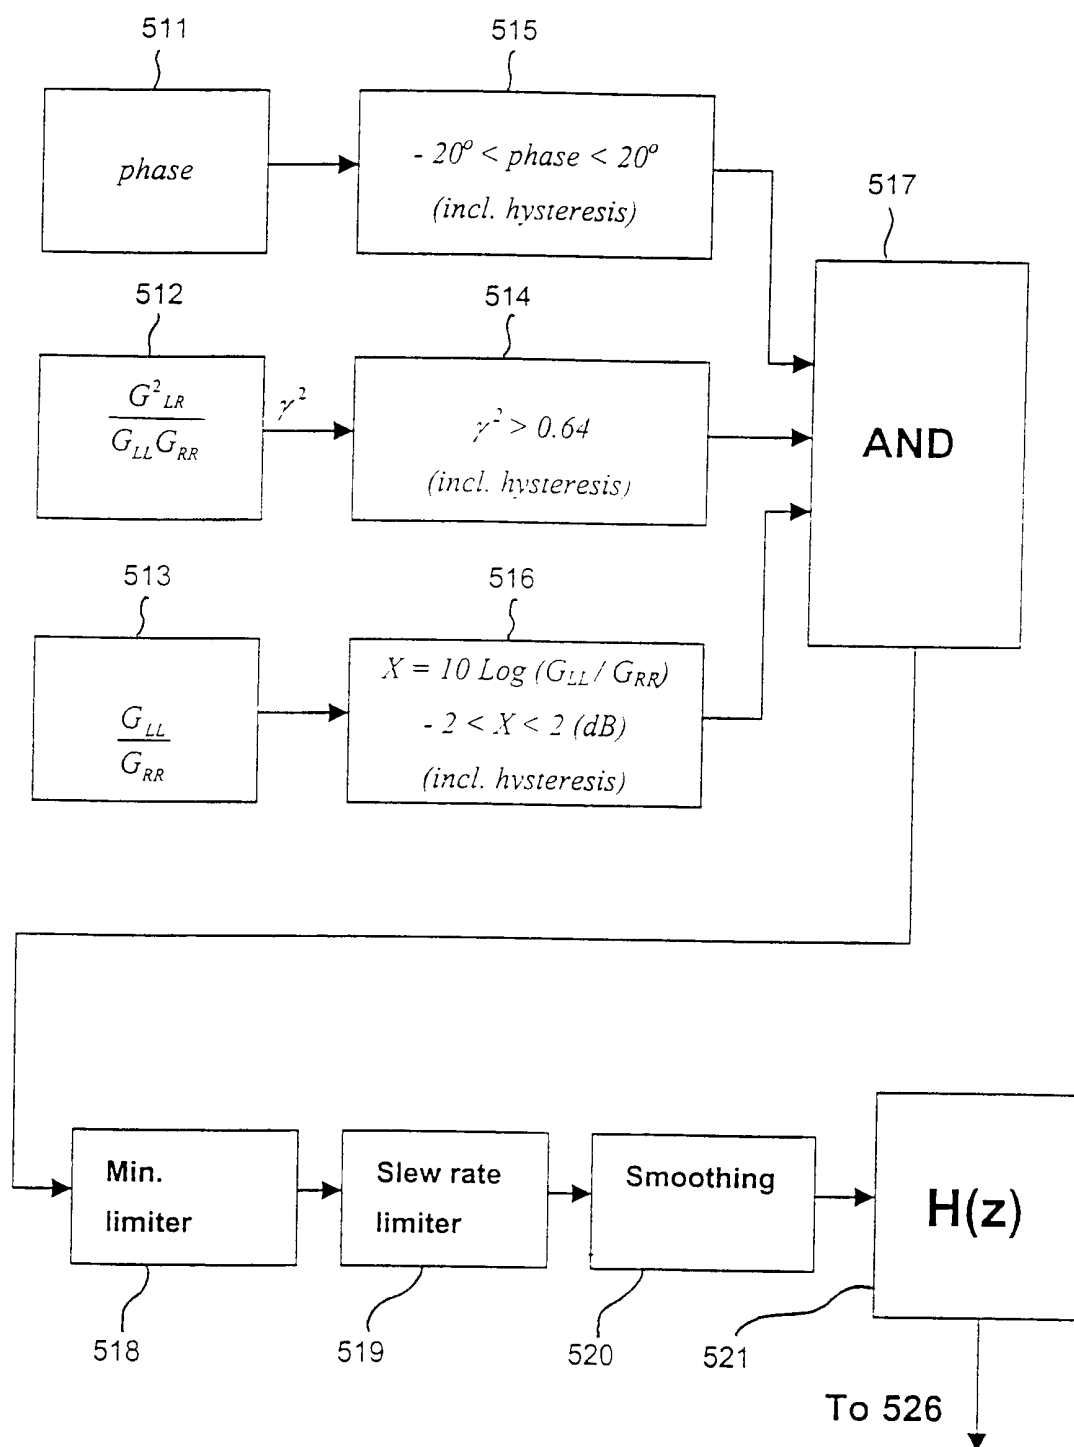 511
515
phase
- 20° < phase < 20°
(incl. hysteresis)
517
512
514
G²LR
GLLGRR
γ²
γ² > 0.64
(incl. hysteresis)
AND
513
516
GLL
GRR
X = 10 Log (GLL / GRR)
- 2 < X < 2 (dB)
(incl. hysteresis)
Min.
limiter
Slew rate
limiter
Smoothing
H(z)
518
519
520
521
To 526